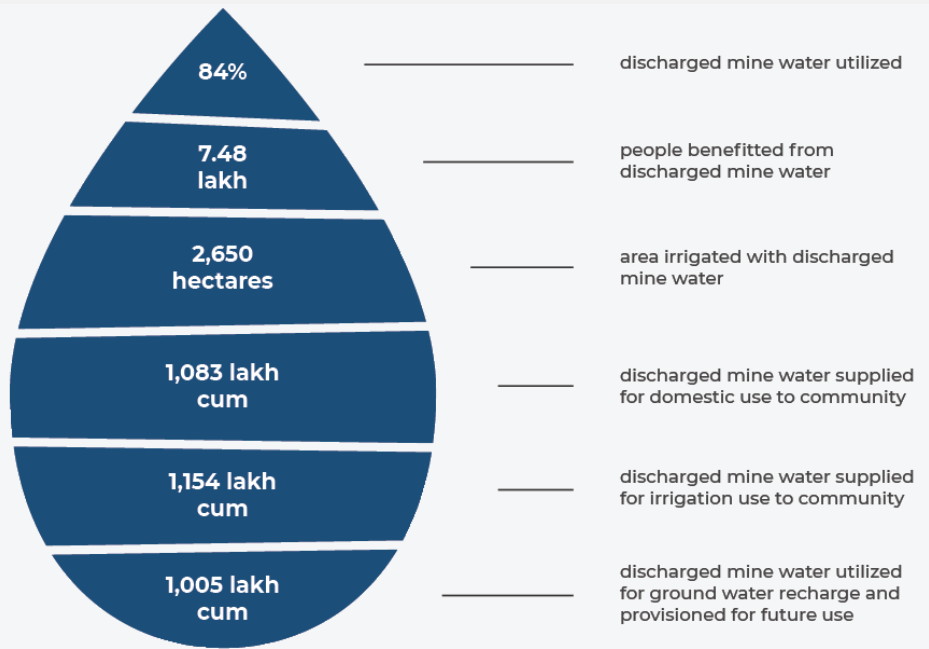 84%
discharged mine water utilized
7.48
lakh
people benefitted from
discharged mine water
2,650
hectares
area irrigated with discharged
mine water
1,083 lakh
cum
discharged mine water supplied
for domestic use to community
1,154 lakh
cum
discharged mine water supplied
for irrigation use to community
1,005 lakh
cum
discharged mine water utilized
for ground water recharge and
provisioned for future use